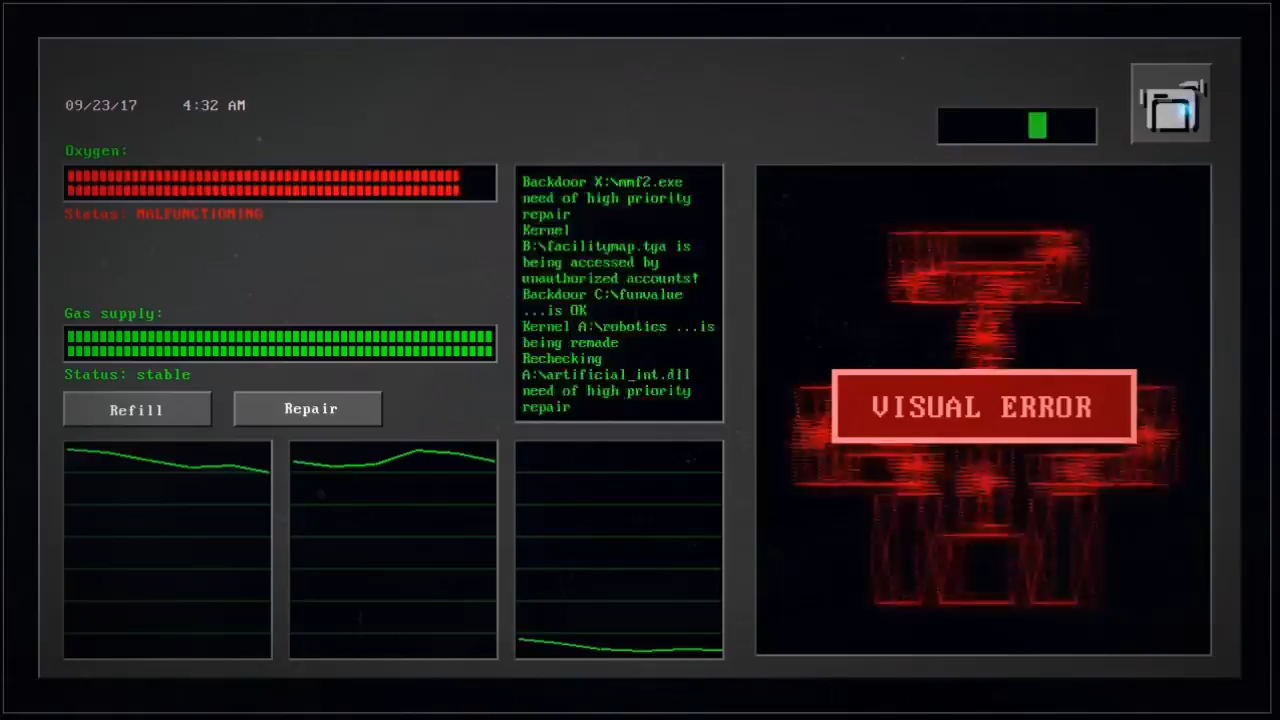 09/23/17 4:32 AM
Oxygen:
Status: MALFUNCTIONING
Gas supply:
Status: stable
Refill
Repair
Backdoor X:\mmf2.exe
need of high priority
repair
Kernel
B:\facilitymap.tga is
being accessed by
unauthorized accounts!
Backdoor C:\funvalue
...is OK
Kernel A:\robotics ...is
being remade
Rechecking
A:\artificial_int.dll
need of high priority
repair
VISUAL ERROR